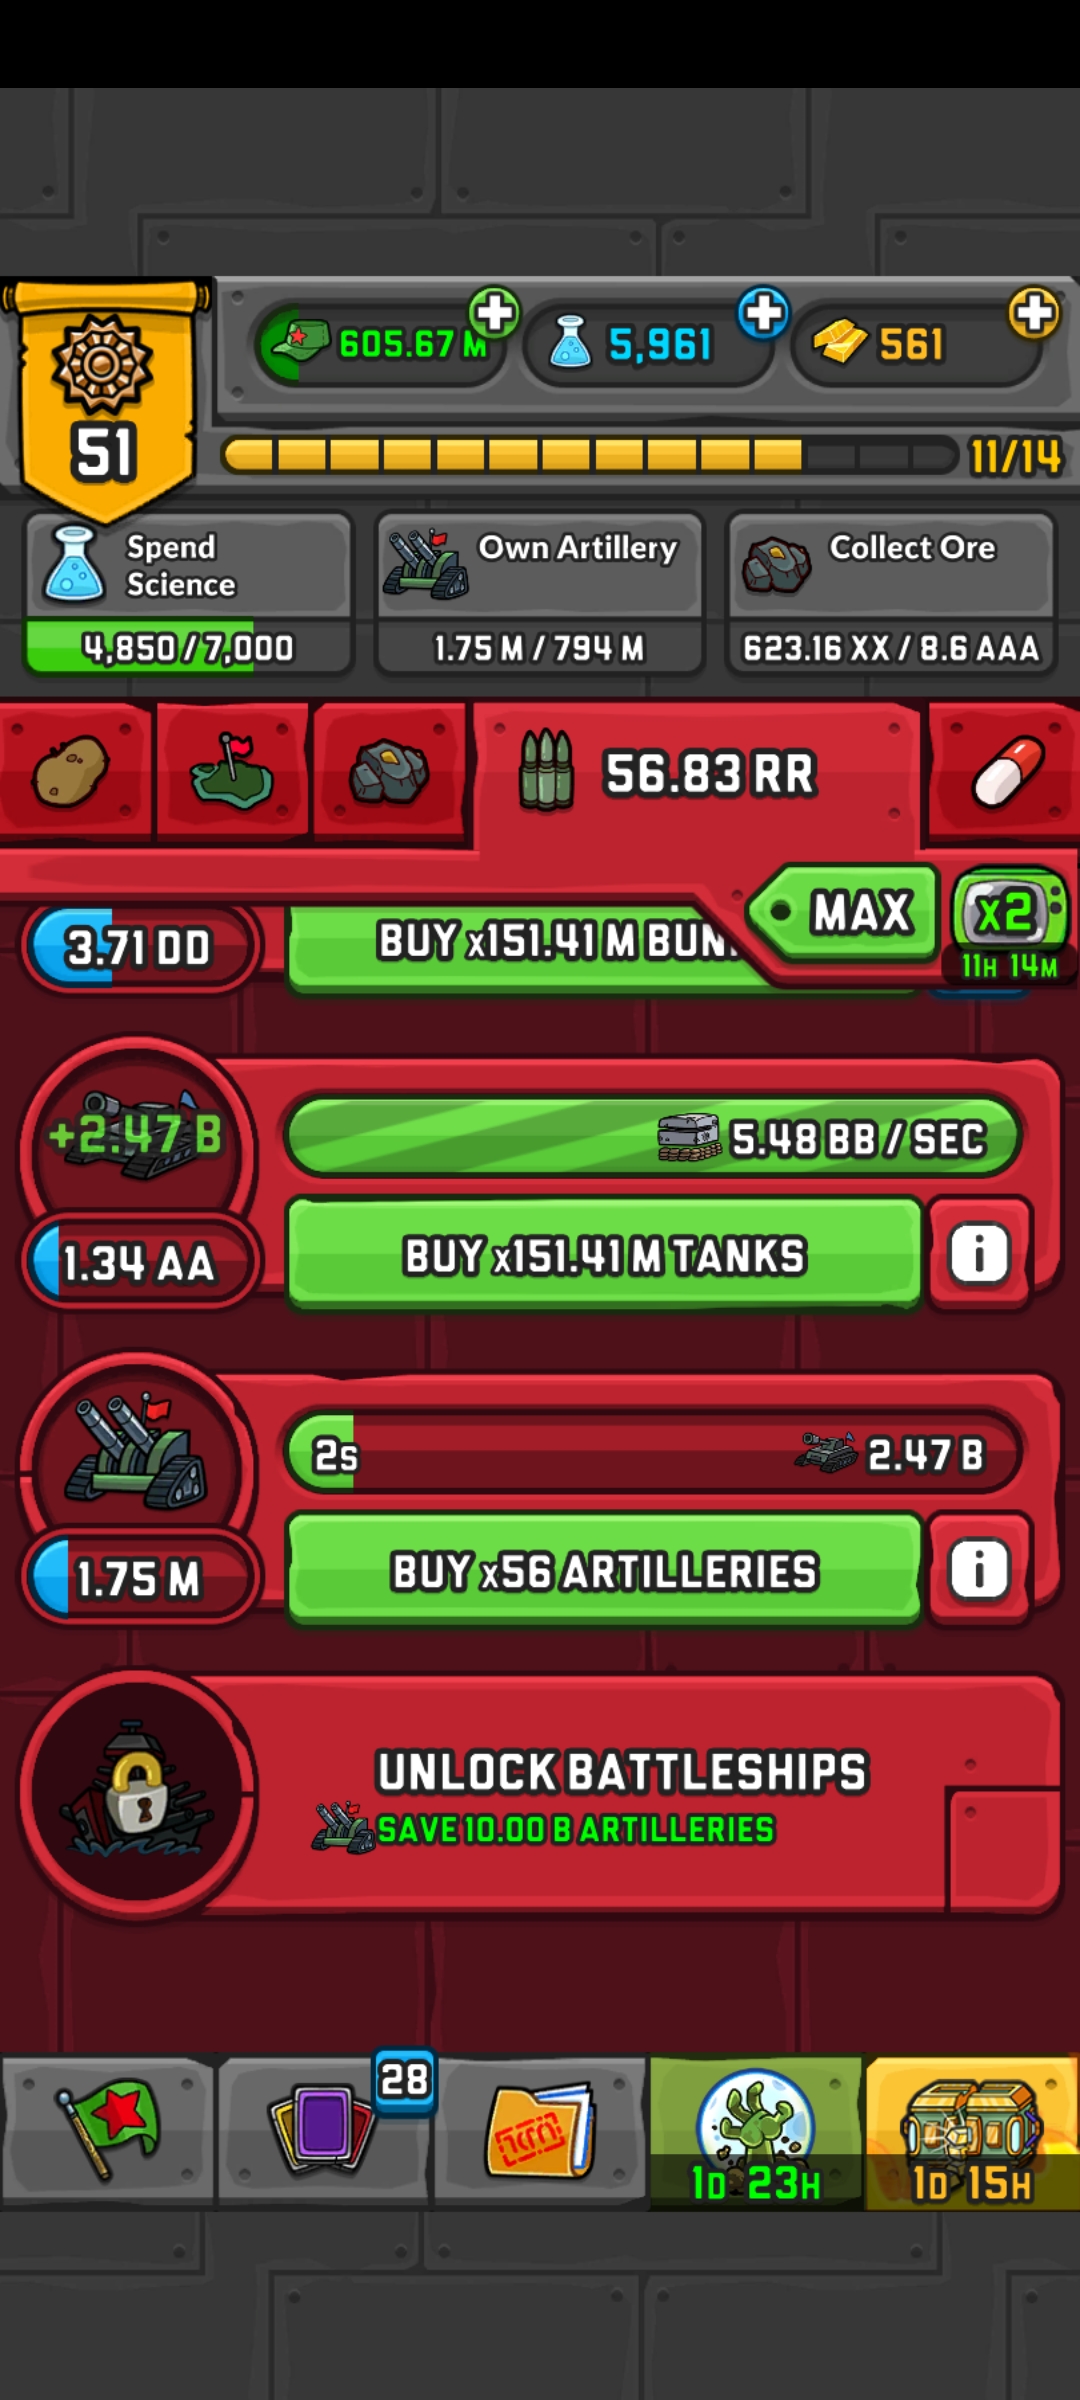 605.67 M
5,961
561
51
11/14
Spend
Science
Own Artillery
Collect Ore
4,850 / 7,000
1.75 M / 794 M
623.16 XX / 8.6 AAA
56.83 RR
MAX
x2
11H 14M
3.71 DD
BUY x151.41 M
+2.47 B
5.48 BB / SEC
1.34 AA
BUY x151.41 M TANKS
i
2s
2.47 B
1.75 M
BUY x56 ARTILLERIES
i
UNLOCK BATTLESHIPS
SAVE 10.00 B ARTILLERIES
28
1D 23H
1D 15H